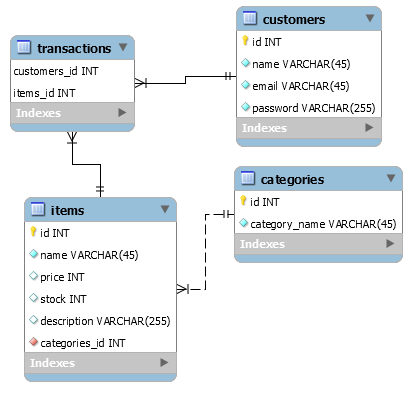 transactions
customers_id INT
items_id INT
Indexes
customers
id INT
name VARCHAR(45)
email VARCHAR(45)
password VARCHAR(255)
Indexes
categories
id INT
category_name VARCHAR(45)
Indexes
items
id INT
name VARCHAR(45)
price INT
stock INT
description VARCHAR(255)
categories_id INT
Indexes